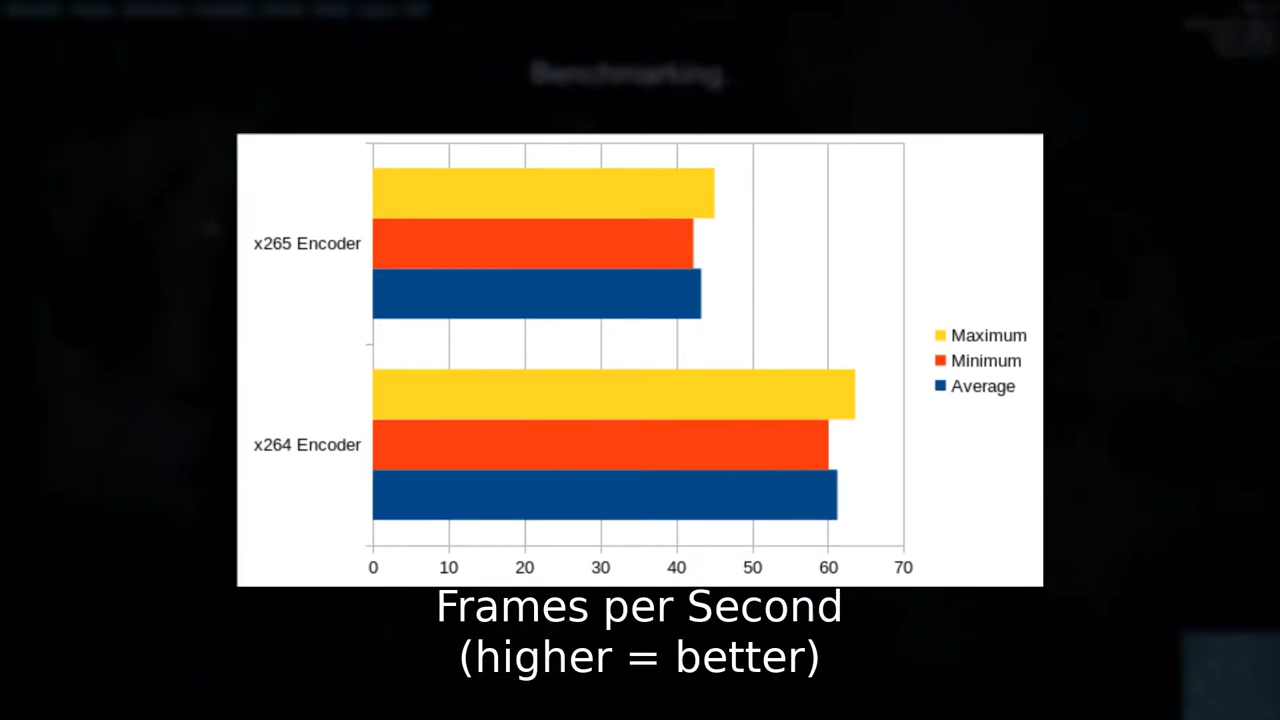 Benchmarking.
x265 Encoder
Maximum
Minimum
Average
x264 Encoder
0 10 20 30 40 50 60 70
Frames per Second
(higher = better)